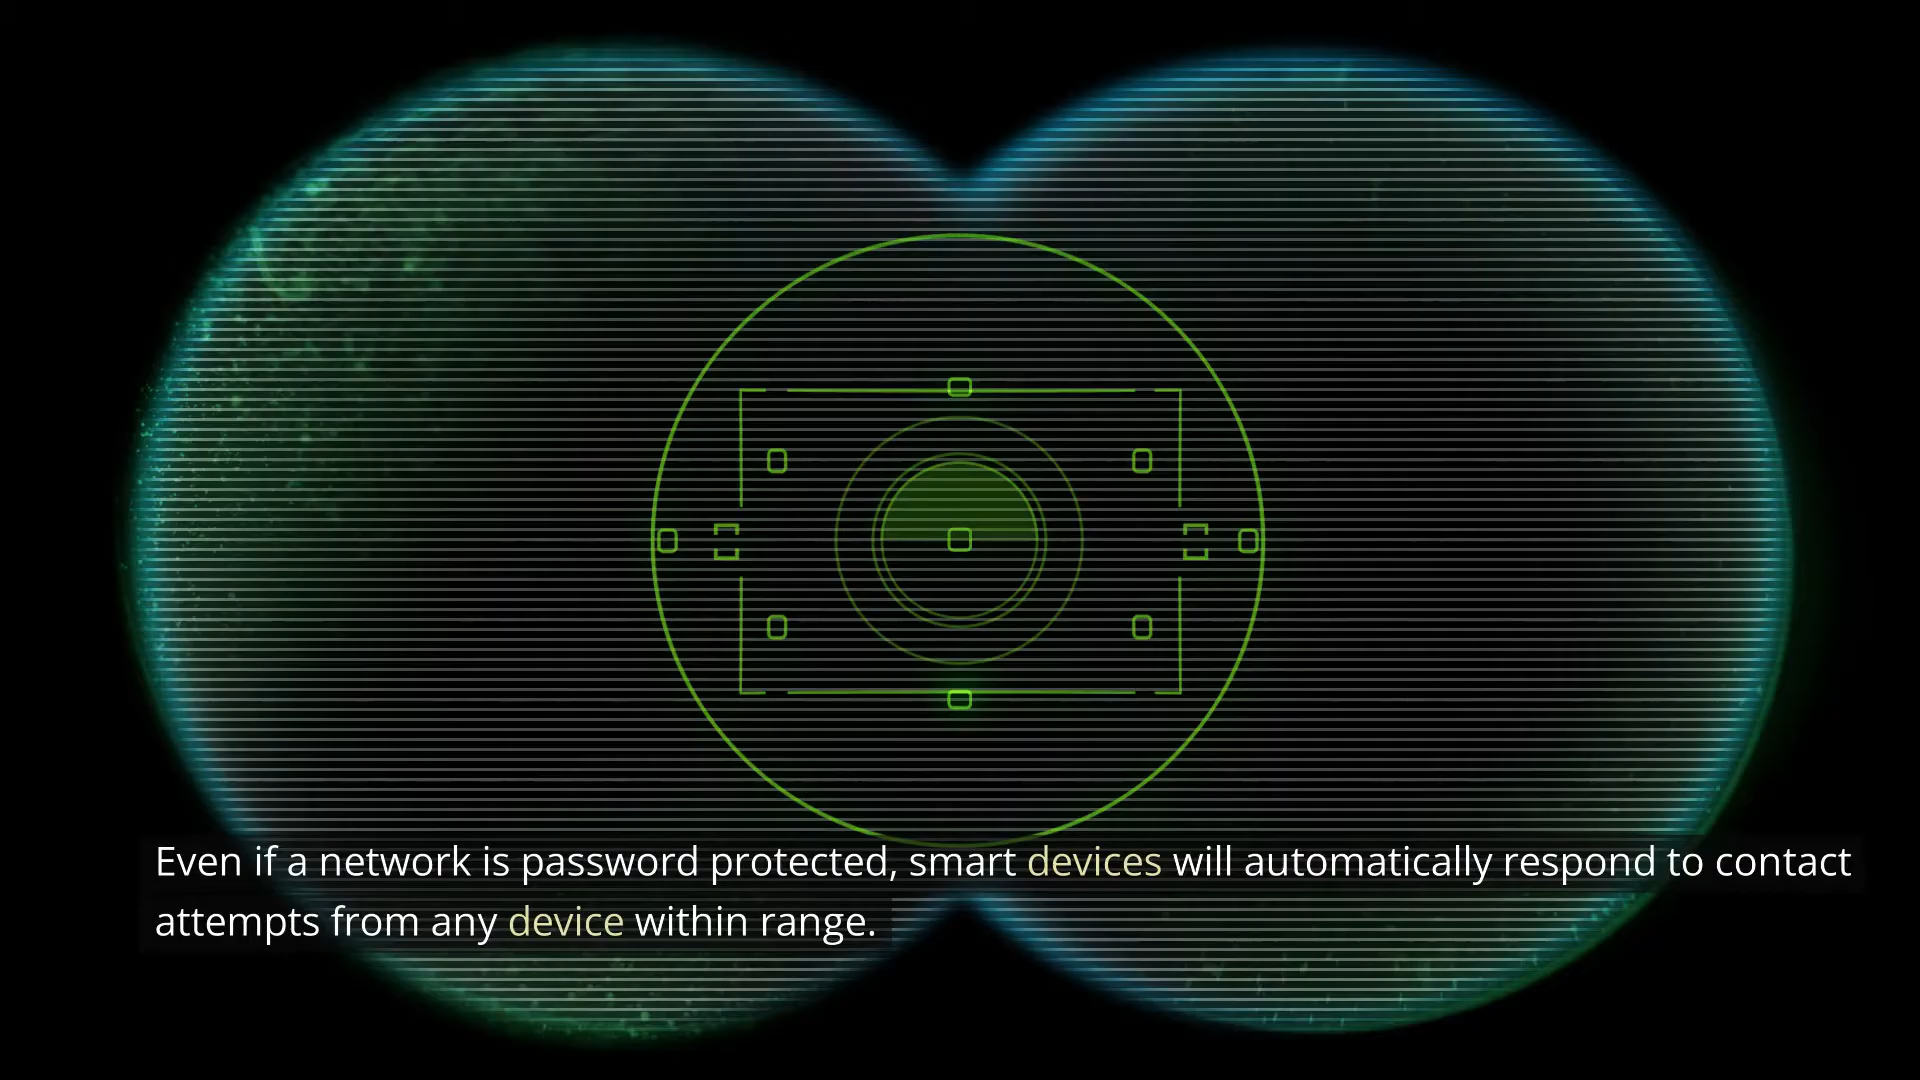 Even if a network is password protected, smart devices will automatically respond to contact
attempts from any device within range.